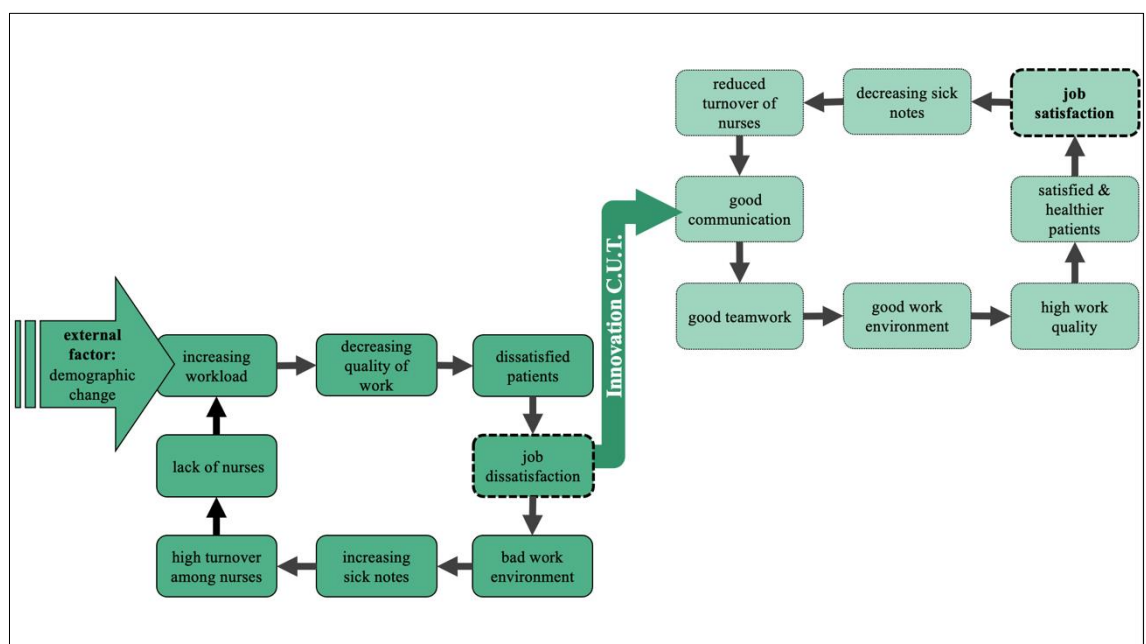 reduced
turnover of
nurses
decreasing sick
notes
job
satisfaction
good
communication
satisfied &
healthier
patients
good teamwork
good work
environment
high work
quality
Innovation C.U.T.
external
factor:
demographic
change
increasing
workload
decreasing
quality of
work
dissatisfied
patients
lack of nurses
job
dissatisfaction
high turnover
among nurses
increasing
sick notes
bad work
environment